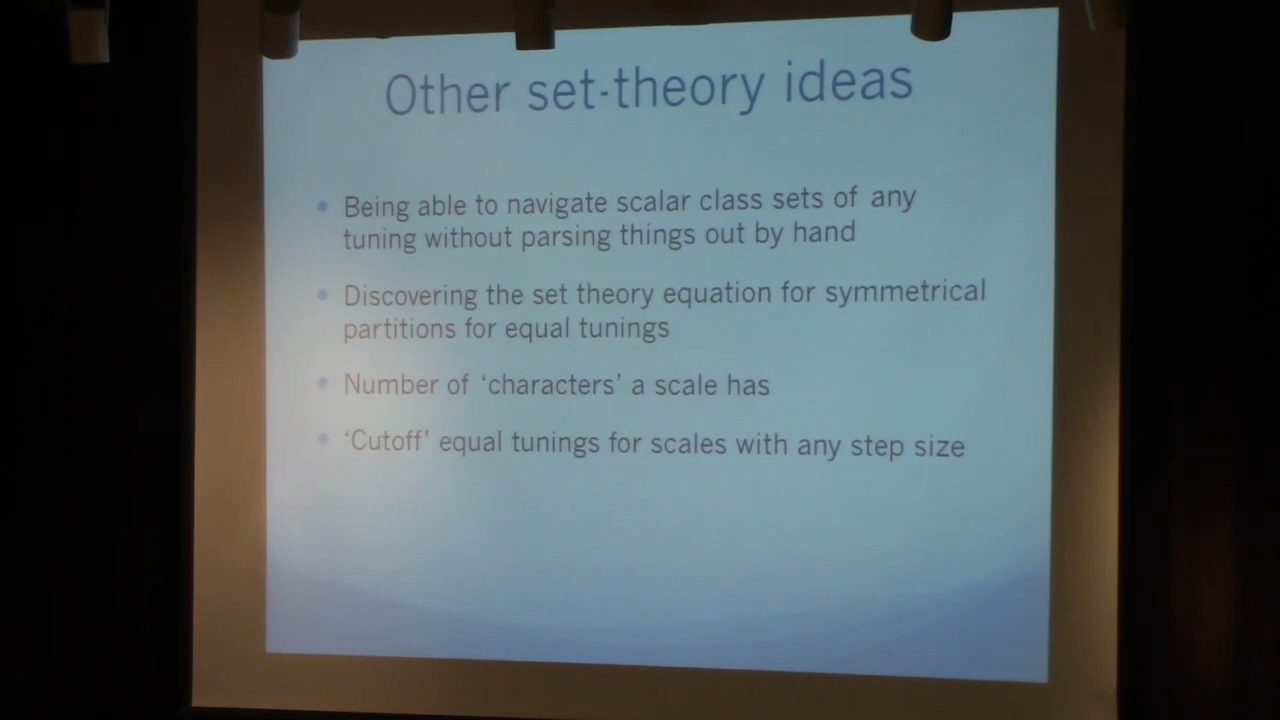 Other set-theory ideas
• Being able to navigate scalar class sets of any
tuning without parsing things out by hand
• Discovering the set theory equation for symmetrical
partitions for equal tunings
• Number of ‘characters’ a scale has
• ‘Cutoff’ equal tunings for scales with any step size